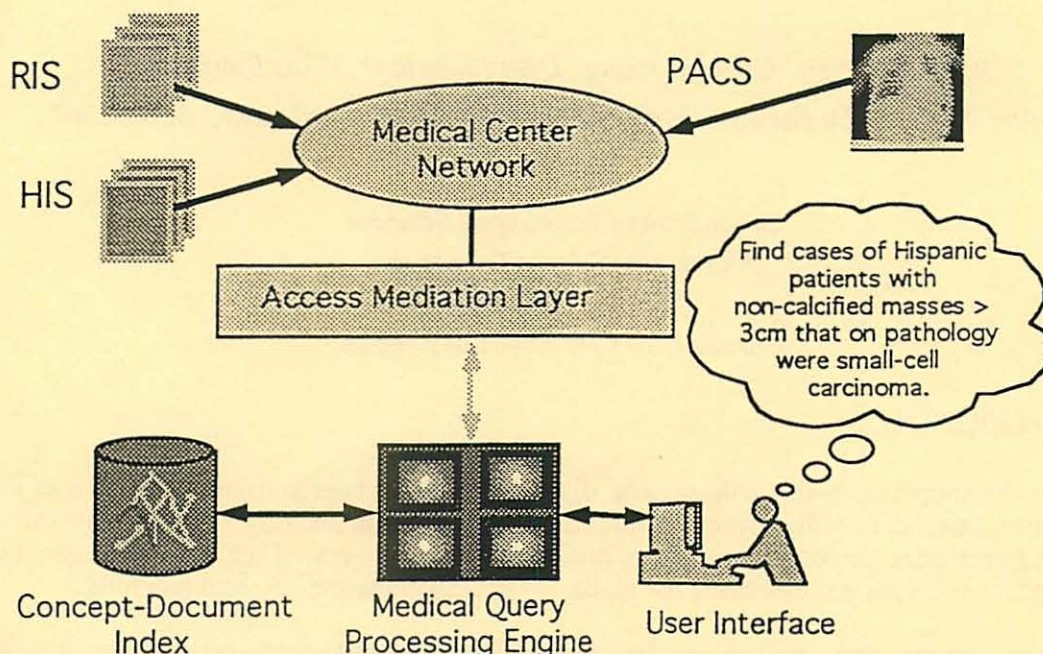 RIS
PACS
Medical Center
Network
HIS
Access Mediation Layer
Find cases of Hispanic
patients with
non-calcified masses >
3cm that on pathology
were small-cell
carcinoma.
Concept-Document
Index
Medical Query
Processing Engine
User Interface